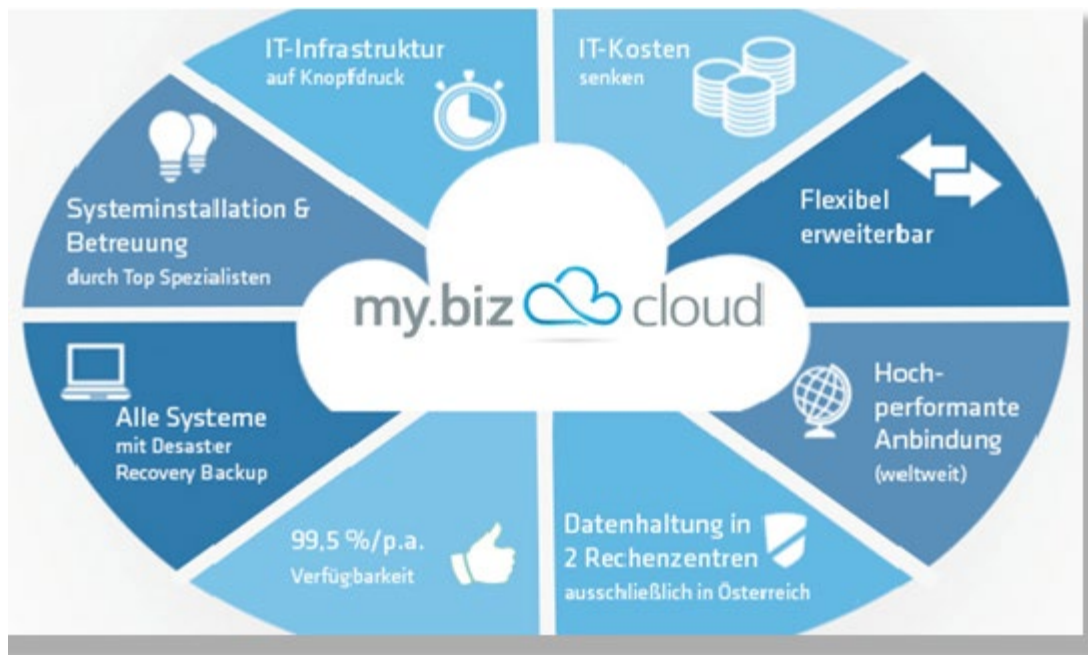 IT-Infrastruktur
auf Knopfdruck
IT-Kosten
senken
Flexibel
erweiterbar
Hoch-
performante
Anbindung
(weltweit)
Datenhaltung in
2 Rechenzentren
ausschließlich in Österreich
99,5 %/p.a.
Verfügbarkeit
Alle Systeme
mit Desaster
Recovery Backup
Systeminstallation &
Betreuung
durch Top Spezialisten
my.biz cloud